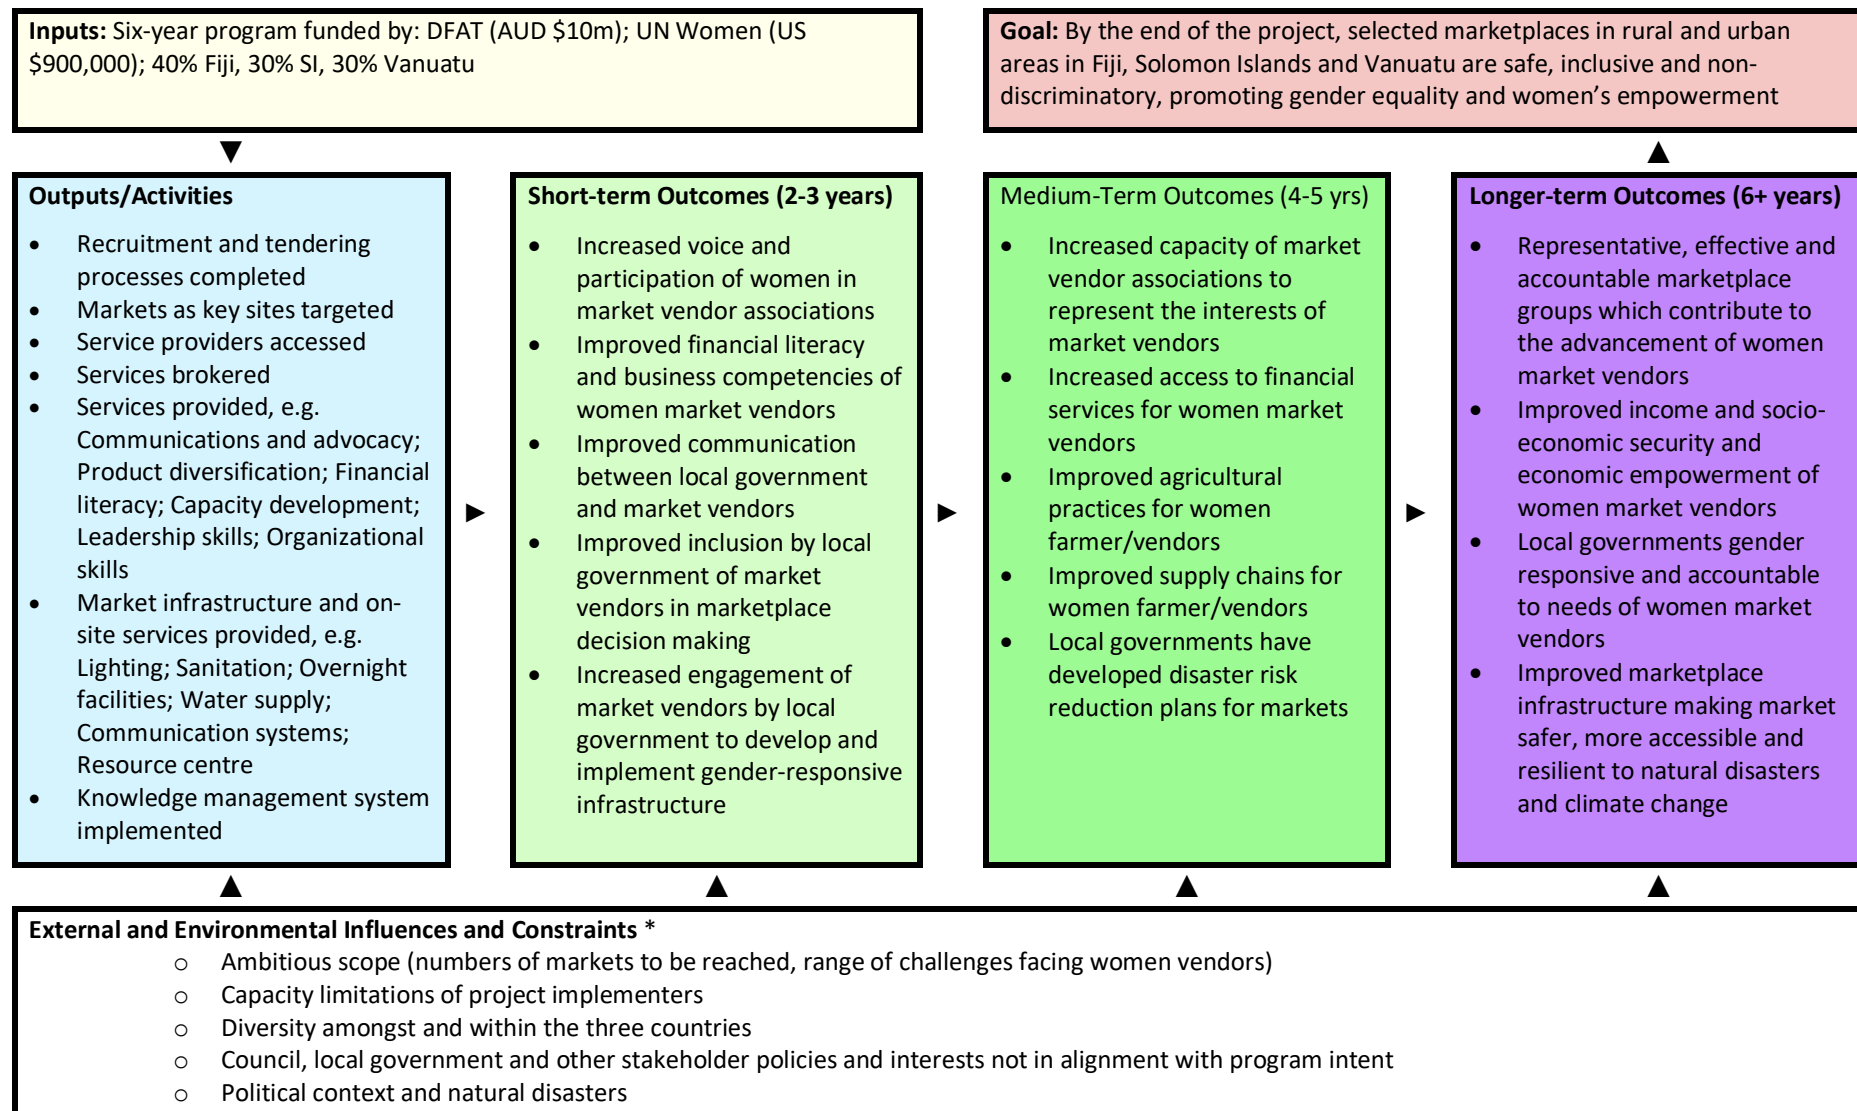 Inputs: Six-year program funded by: DFAT (AUD $10m); UN Women (US
$900,000); 40% Fiji, 30% SI, 30% Vanuatu
Goal: By the end of the project, selected marketplaces in rural and urban
areas in Fiji, Solomon Islands and Vanuatu are safe, inclusive and non-
discriminatory, promoting gender equality and women’s empowerment
Outputs/Activities
• Recruitment and tendering
processes completed
• Markets as key sites targeted
• Service providers accessed
• Services brokered
• Services provided, e.g.
Communications and advocacy;
Product diversification; Financial
literacy; Capacity development;
Leadership skills; Organizational
skills
• Market infrastructure and on-
site services provided, e.g.
Lighting; Sanitation; Overnight
facilities; Water supply;
Communication systems;
Resource centre
• Knowledge management system
implemented
Short-term Outcomes (2-3 years)
• Increased voice and
participation of women in
market vendor associations
• Improved financial literacy
and business competencies of
women market vendors
• Improved communication
between local government
and market vendors
• Improved inclusion by local
government of market
vendors in marketplace
decision making
• Increased engagement of
market vendors by local
government to develop and
implement gender-responsive
infrastructure
Medium-Term Outcomes (4-5 yrs)
• Increased capacity of market
vendor associations to
represent the interests of
market vendors
• Increased access to financial
services for women market
vendors
• Improved agricultural
practices for women
farmer/vendors
• Improved supply chains for
women farmer/vendors
• Local governments have
developed disaster risk
reduction plans for markets
Longer-term Outcomes (6+ years)
• Representative, effective and
accountable marketplace
groups which contribute to
the advancement of women
market vendors
• Improved income and socio-
economic security and
economic empowerment of
women market vendors
• Local governments gender
responsive and accountable
to needs of women market
vendors
• Improved marketplace
infrastructure making market
safer, more accessible and
resilient to natural disasters
and climate change
External and Environmental Influences and Constraints *
o Ambitious scope (numbers of markets to be reached, range of challenges facing women vendors)
o Capacity limitations of project implementers
o Diversity amongst and within the three countries
o Council, local government and other stakeholder policies and interests not in alignment with program intent
o Political context and natural disasters